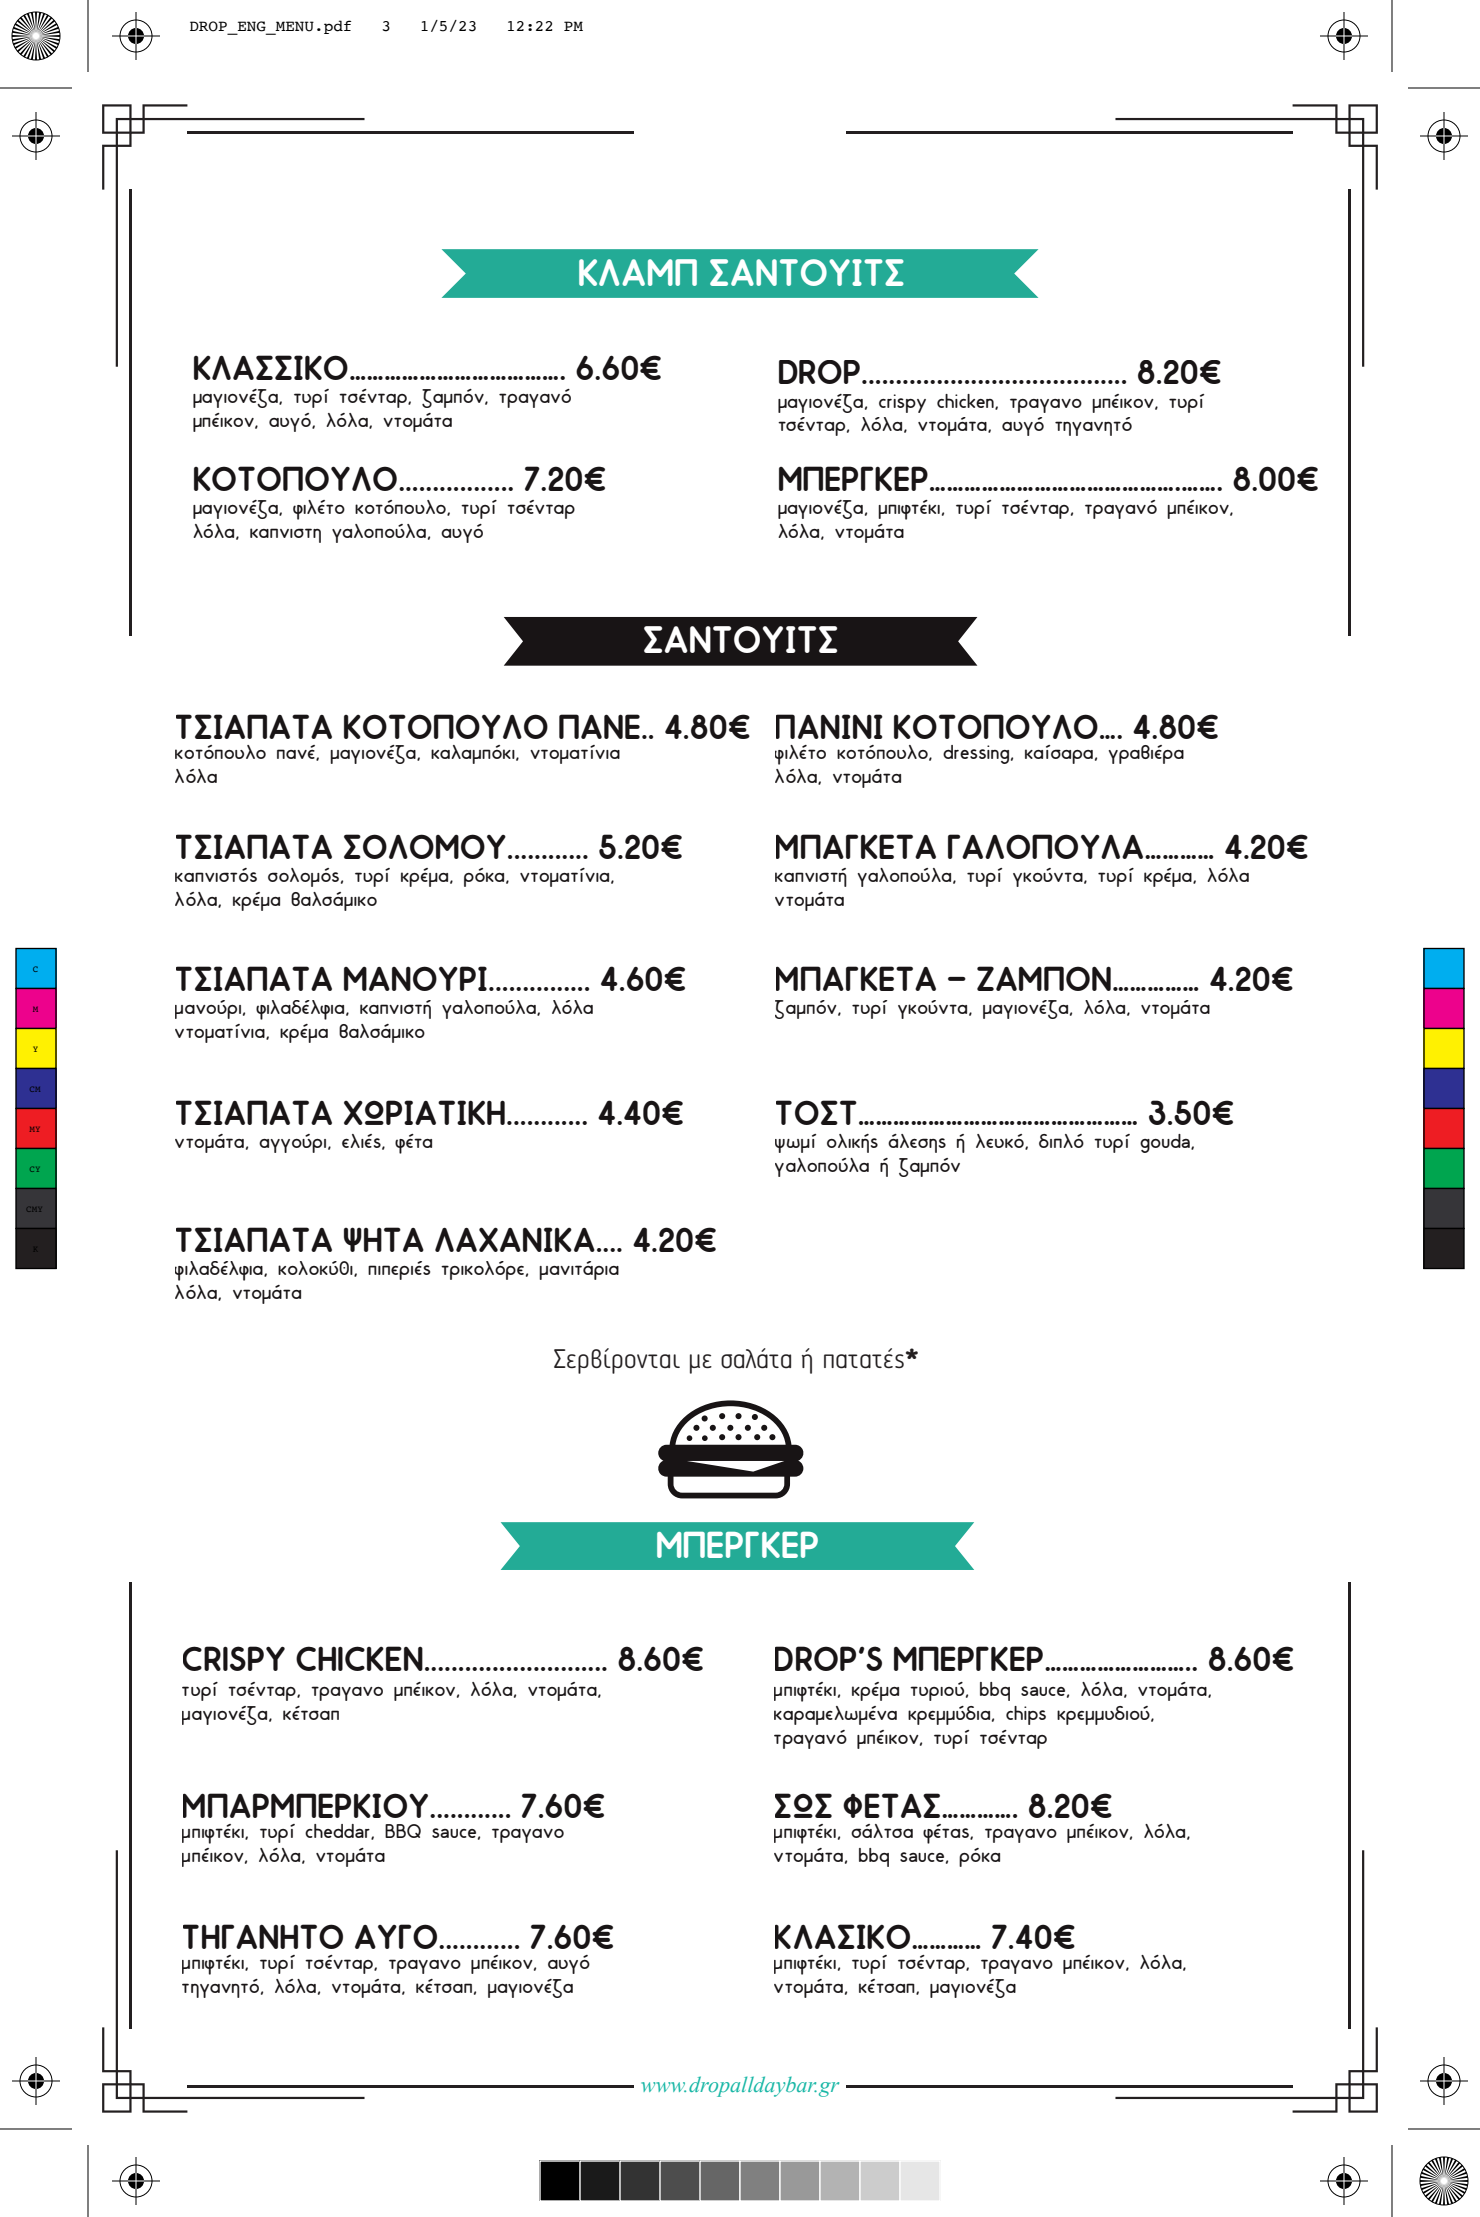 DROP_ENG_MENU.pdf 3 1/5/23 12:22 PM
ΚΛΑΜΠ ΣΑΝΤΟΥΙΤΣ
ΚΛΑΣΣΙΚΟ.................................... 6.60€
μαγιονέζα, τυρί τσένταρ, ζαμπόν, τραγανό
μπέικον, αυγό, λόλα, ντομάτα
ΚΟΤΟΠΟΥΛΟ................. 7.20€
μαγιονέζα, φιλέτο κοτόπουλο, τυρί τσένταρ
λόλα, καπνιστη γαλοπούλα, αυγό
DROP....................................... 8.20€
μαγιονέζα, crispy chicken, τραγανο μπέικον, τυρί
τσένταρ, λόλα, ντομάτα, αυγό τηγανητό
ΜΠΕΡΓΚΕΡ................................................. 8.00€
μαγιονέζα, μπιφτέκι, τυρί τσένταρ, τραγανό μπέικον,
λόλα, ντομάτα
ΣΑΝΤΟΥΙΤΣ
ΤΣΙΑΠΑΤΑ ΚΟΤΟΠΟΥΛΟ ΠΑΝΕ.. 4.80€
κοτόπουλο πανέ, μαγιονέζα, καλαμπόκι, ντοματίνια
λόλα
ΤΣΙΑΠΑΤΑ ΣΟΛΟΜΟΥ............ 5.20€
καπνιστός σολομός, τυρί κρέμα, ρόκα, ντοματίνια,
λόλα, κρέμα βαλσάμικο
ΤΣΙΑΠΑΤΑ ΜΑΝΟΥΡΙ............... 4.60€
μανούρι, φιλαδέλφια, καπνιστή γαλοπούλα, λόλα
ντοματίνια, κρέμα βαλσάμικο
ΤΣΙΑΠΑΤΑ ΧΩΡΙΑΤΙΚΗ............ 4.40€
ντομάτα, αγγούρι, ελιές, φέτα
ΤΣΙΑΠΑΤΑ ΨΗΤΑ ΛΑΧΑΝΙΚΑ.... 4.20€
φιλαδέλφια, κολοκύθι, πιπεριές τρικολόρε, μανιτάρια
λόλα, ντομάτα
ΠΑΝΙΝΙ ΚΟΤΟΠΟΥΛΟ.... 4.80€
φιλέτο κοτόπουλο, dressing, καίσαρα, γραβιέρα
λόλα, ντομάτα
ΜΠΑΓΚΕΤΑ ΓΑΛΟΠΟΥΛΑ............ 4.20€
καπνιστή γαλοπούλα, τυρί γκούντα, τυρί κρέμα, λόλα
ντομάτα
ΜΠΑΓΚΕΤΑ – ΖΑΜΠΟΝ............... 4.20€
ζαμπόν, τυρί γκούντα, μαγιονέζα, λόλα, ντομάτα
ΤΟΣΤ................................................ 3.50€
ψωμί ολικής άλεσης ή λευκό, διπλό τυρί gouda,
γαλοπούλα ή ζαμπόν
C
M
Y
CM
MY
CY
CMY
K
Σερβίρονται με σαλάτα ή πατατές*
ΜΠΕΡΓΚΕΡ
CRISPY CHICKEN........................... 8.60€
τυρί τσένταρ, τραγανο μπέικον, λόλα, ντομάτα,
μαγιονέζα, κέτσαπ
ΜΠΑΡΜΠΕΡΚΙΟΥ............ 7.60€
μπιφτέκι, τυρί cheddar, BBQ sauce, τραγανο
μπέικον, λόλα, ντομάτα
ΤΗΓΑΝΗΤΟ ΑΥΓΟ............ 7.60€
μπιφτέκι, τυρί τσένταρ, τραγανο μπέικον, αυγό
τηγανητό, λόλα, ντομάτα, κέτσαπ, μαγιονέζα
DROP'S ΜΠΕΡΓΚΕΡ.......................... 8.60€
μπιφτέκι, κρέμα τυριού, bbq sauce, λόλα, ντομάτα,
καραμελωμένα κρεμμύδια, chips κρεμμυδιού,
τραγανό μπέικον, τυρί τσένταρ
ΣΩΣ ΦΕΤΑΣ............. 8.20€
μπιφτέκι, σάλτσα φέτας, τραγανο μπέικον, λόλα,
ντομάτα, bbq sauce, ρόκα
ΚΛΑΣΙΚΟ............ 7.40€
μπιφτέκι, τυρί τσένταρ, τραγανο μπέικον, λόλα,
ντομάτα, κέτσαπ, μαγιονέζα
www.dropalldaybar.gr